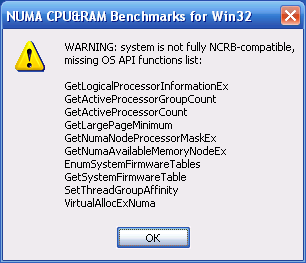 NUMA CPU&RAM Benchmarks for Win32
WARNING: system is not fully NCRB-compatible,
missing OS API functions list:
GetLogicalProcessorInformationEx
GetActiveProcessorGroupCount
GetActiveProcessorCount
GetLargePageMinimum
GetNumaNodeProcessorMaskEx
GetNumaAvailableMemoryNodeEx
EnumSystemFirmwareTables
GetSystemFirmwareTable
SetThreadGroupAffinity
VirtualAllocExNuma
OK